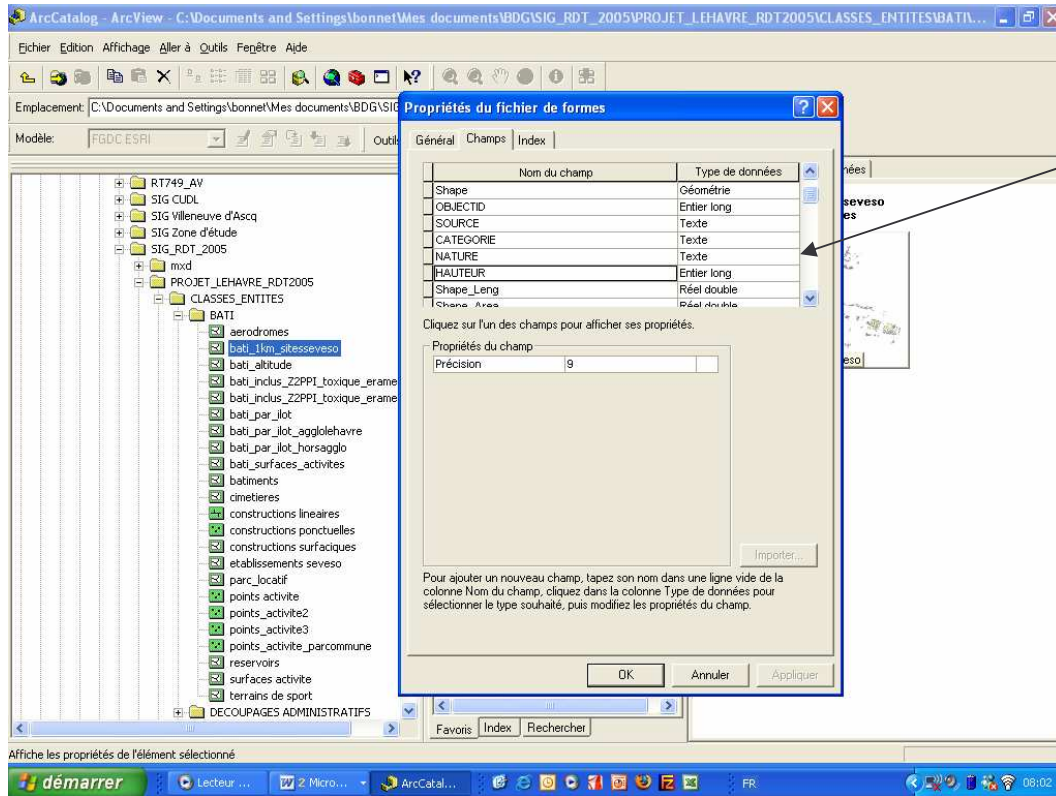 ArcCatalog - ArcView - C:\Documents and Settings\bonnet\Mes documents\BDG\SIG_RDT_2005\PROJET_LEHAVRE_RDT2005\CLASSES_ENTITES\BATI\...
Eichier Edition Affichage Aller à Outils Fenêtre Aide
Emplacement: C:\Documents and Settings\bonnet\Mes documents\BDG\SIG
Modèle: FGDC ESRI Outils
RT749_AV
SIG CUDL
SIG Villeneuve d'Ascq
SIG Zone d'étude
SIG_RDT_2005
mxd
PROJET_LEHAVRE_RDT2005
CLASSES_ENTITES
BATI
aerodromes
bati_1km_sitesseveso
bati_altitude
bati_inclus_Z2PPI_toxique_erame
bati_inclus_Z2PPI_toxique_erame
bati_par_ilot
bati_par_ilot_agglolehavre
bati_par_ilot_horsagglo
bati_surfaces_activites
batiments
cimetieres
constructions lineaires
constructions ponctuelles
constructions surfaciques
etablissements seveso
parc_locatif
points activite
points_activite2
points_activite3
points_activite_parcommune
reservoirs
surfaces activite
terrains de sport
DECOUPAGES ADMINISTRATIFS
Propriétés du fichier de formes
Général Champs Index
Nom du champ Type de données
Shape Géométrie
OBJECTID Entier long
SOURCE Texte
CATEGORIE Texte
NATURE Texte
HAUTEUR Entier long
Shape_Leng Réel double
Shape_Area Réel double
Cliquez sur l'un des champs pour afficher ses propriétés.
Propriétés du champ
Précision 9
Importer...
Pour ajouter un nouveau champ, tapez son nom dans une ligne vide de la
colonne Nom du champ, cliquez dans la colonne Type de données pour
sélectionner le type souhaité, puis modifiez les propriétés du champ.
OK Annuler Appliquer
nées
seveso
es
eso
Favoris Index Rechercher
Affiche les propriétés de l'élément sélectionné
démarrer Lecteur ... 2 Micro... ArcCatal... FR 08:02